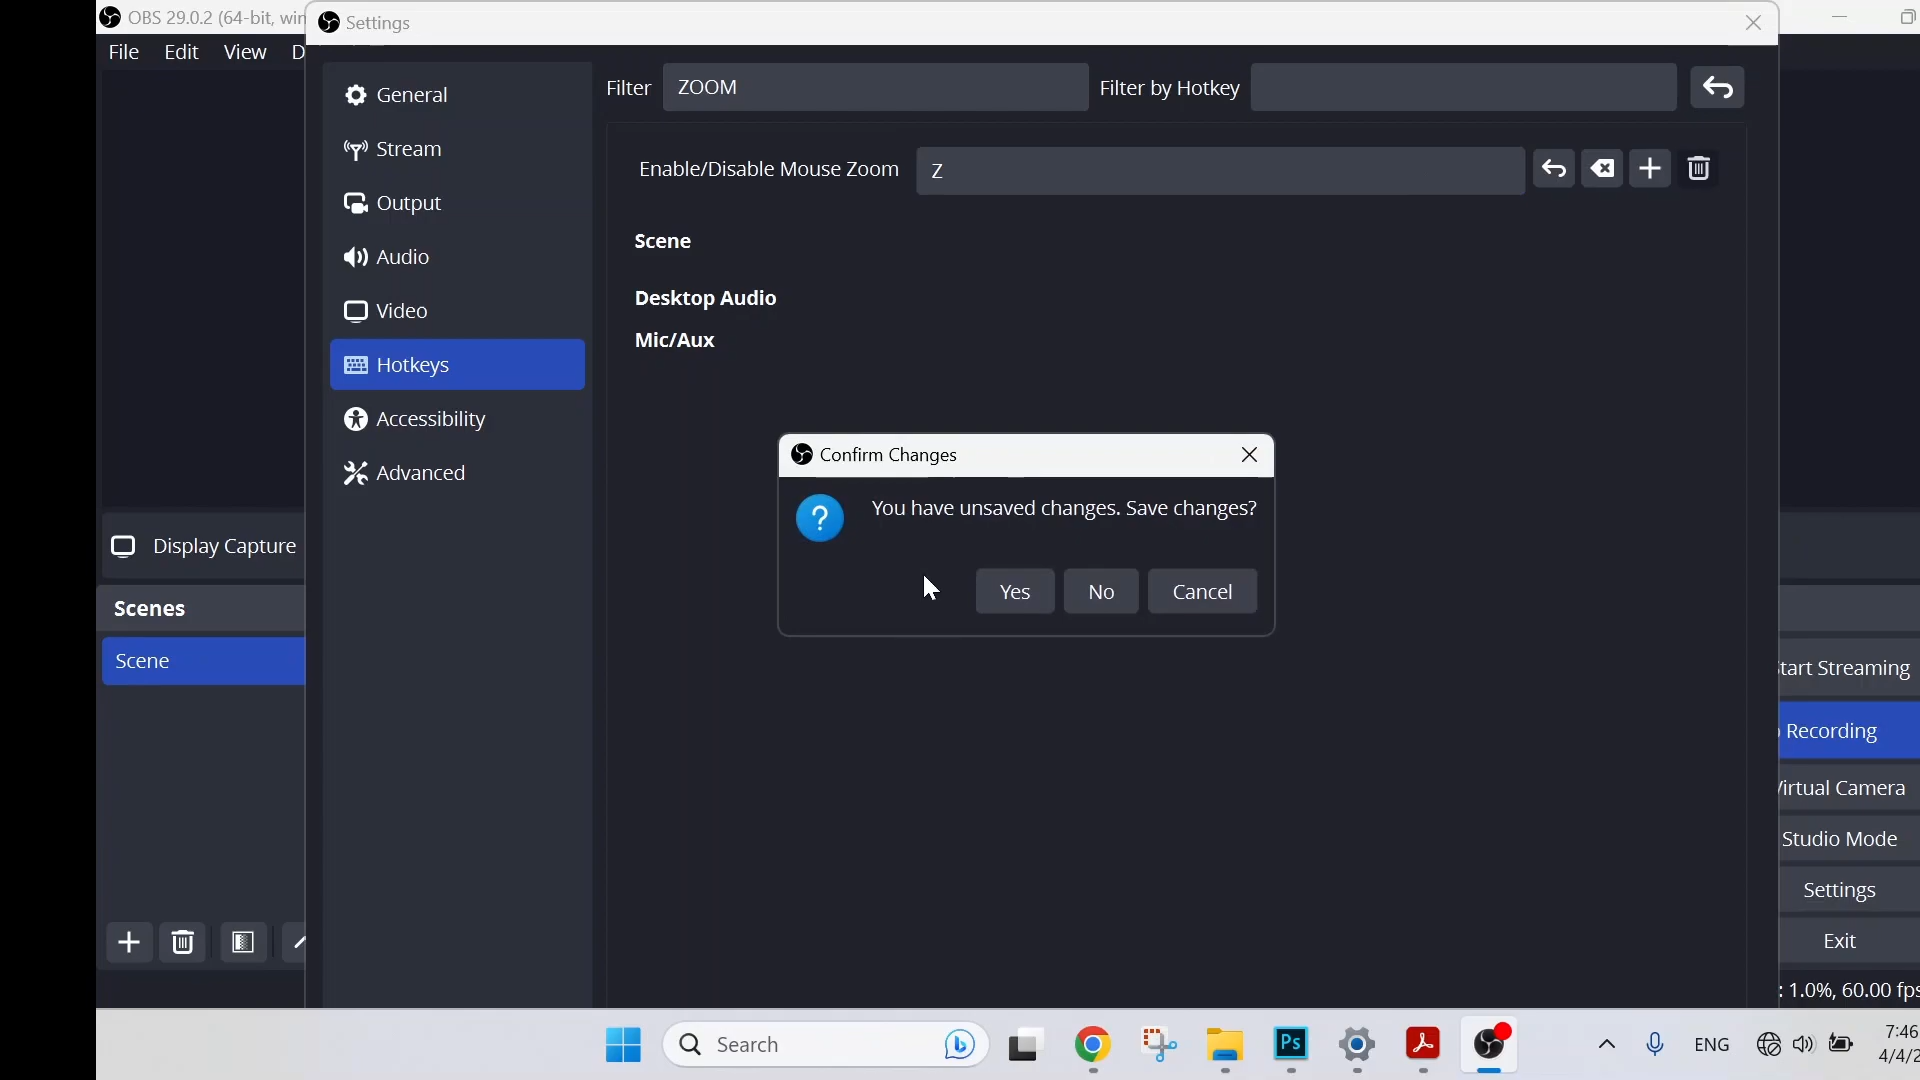 OBS 29.0.2 (64-bit, win
Settings
File Edit View D
General
Stream
Output
Audio
Video
Hotkeys
Accessibility
Advanced
Filter ZOOM Filter by Hotkey
Enable/Disable Mouse Zoom Z
Scene
Desktop Audio
Mic/Aux
Confirm Changes
You have unsaved changes. Save changes?
Yes No Cancel
Display Capture
Scenes
Scene
tart Streaming
Recording
Virtual Camera
Studio Mode
Settings
Exit
: 1.0%, 60.00 fps
Search
Ps
ENG
7:46
4/4/2